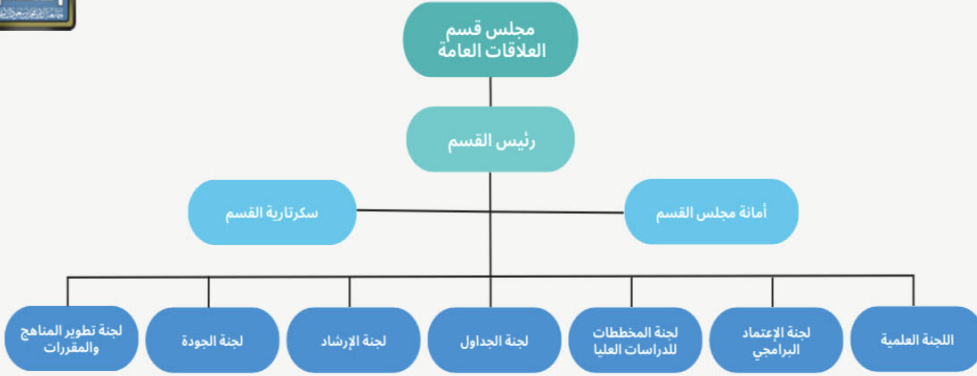 مجلس قسم
العلاقات العامة
رئيس القسم
أمانة مجلس القسم
سكرتارية القسم
اللجنة العلمية
لجنة الإعتماد
البرامجي
لجنة المخططات
للدراسات العليا
لجنة الجداول
لجنة الإرشاد
لجنة الجودة
لجنة تطوير المناهج
والمقررات